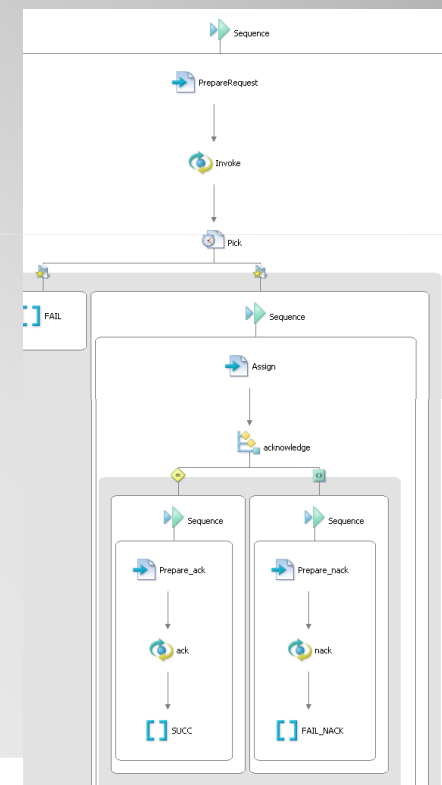 Sequence
PrepareRequest
Invoke
Pick
FAIL
Sequence
Assign
acknowledge
Sequence
Sequence
Prepare_ack
Prepare_nack
ack
nack
SUCC
FAIL_NACK